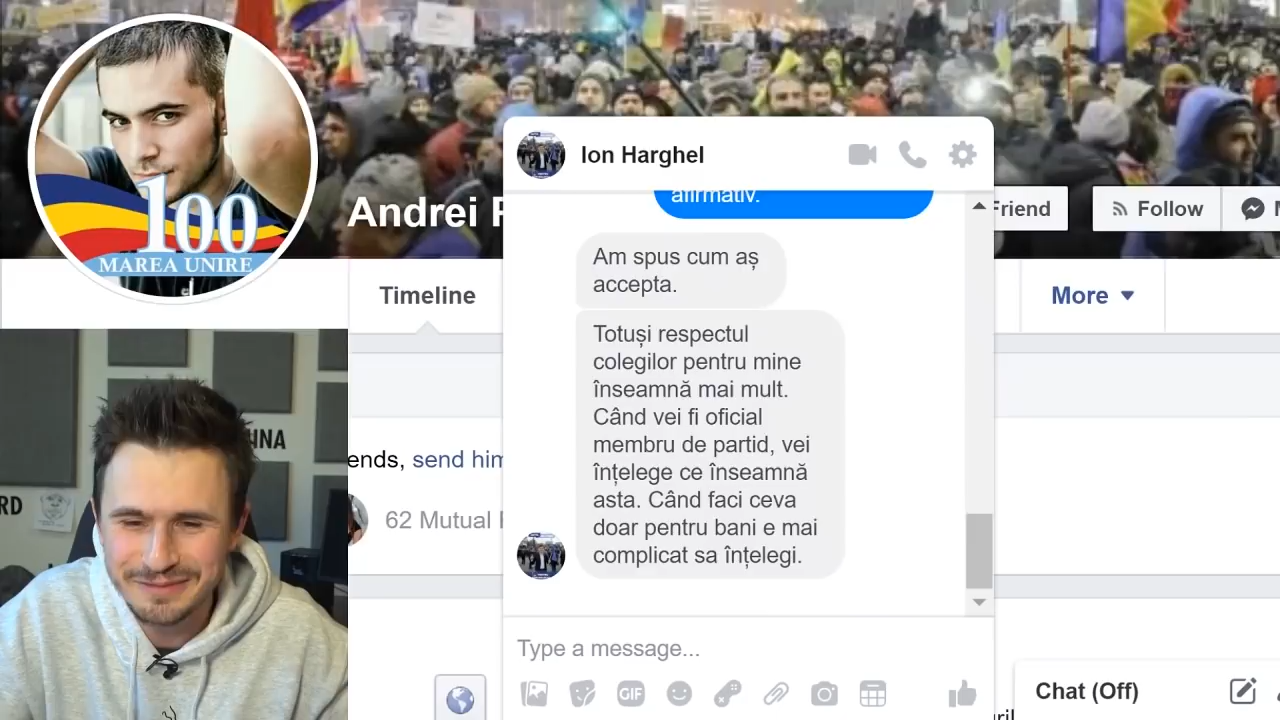 100
MAREA UNIRE
Andrei
Ion Harghel
Friend
Follow
Timeline
More
afirmativ.
Am spus cum aș
accepta.
Totuși respectul
colegilor pentru mine
înseamnă mai mult.
Când vei fi oficial
membru de partid, vei
înțelege ce înseamnă
asta. Când faci ceva
doar pentru bani e mai
complicat sa înțelegi.
ends, send him
62 Mutual
Type a message...
GIF
Chat (Off)